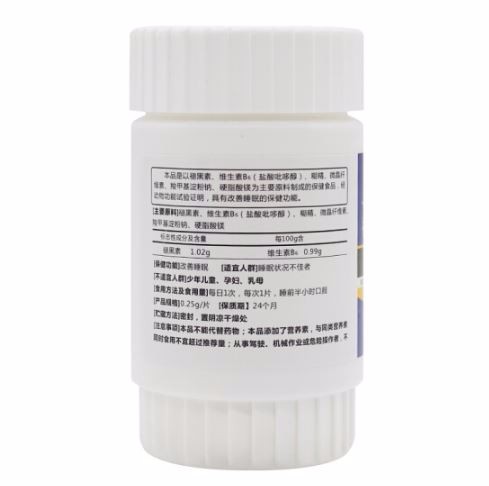 本品是以褪黑素、维生素B₆（盐酸吡哆醇）、糊精、微晶纤
维素、羧甲基淀粉钠、硬脂酸镁为主要原料制成的保健食品，经
动物功能试验证明，具有改善睡眠的保健功能。
[主要原料]褪黑素、维生素B₆（盐酸吡哆醇）、糊精、微晶纤维素、
羧甲基淀粉钠、硬脂酸镁
标志性成分及含量 每100g含
褪黑素 1.02g 维生素B₆ 0.99g
[保健功能]改善睡眠 [适宜人群]睡眠状况不佳者
[不适宜人群]少年儿童、孕妇、乳母
[食用方法及食用量]每日1次，每次1片，睡前半小时口服
[产品规格]0.25g/片 [保质期]24个月
[贮藏方法]密封，置阴凉干燥处
[注意事项]本品不能代替药物；本品添加了营养素，与同类营养素
同时食用不宜超过推荐量；从事驾驶、机械作业或危险操作者，不